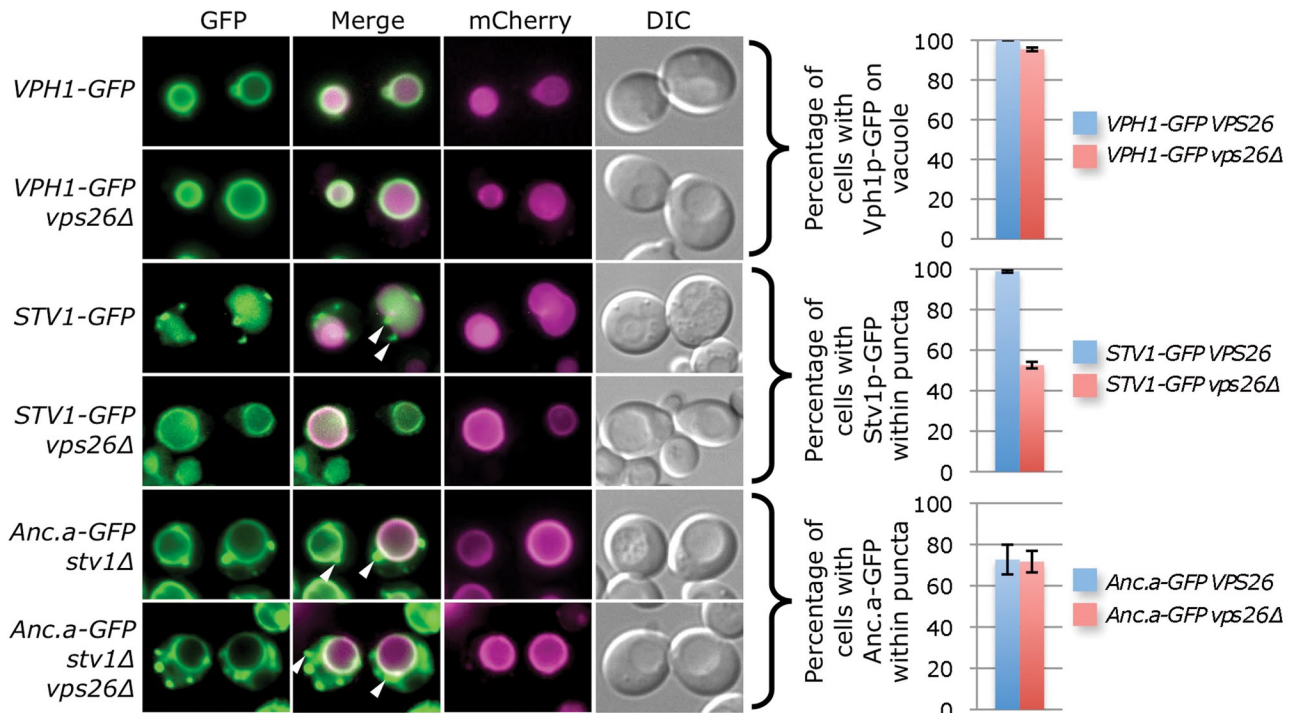 GFP Merge mCherry DIC
VPH1-GFP
VPH1-GFP
vps26Δ
STV1-GFP
STV1-GFP
vps26Δ
Anc.a-GFP
stv1Δ
Anc.a-GFP
stv1Δ
vps26Δ
Percentage of
cells with
Vph1p-GFP on
vacuole
100
80
60
40
20
0
VPH1-GFP VPS26
VPH1-GFP vps26Δ
Percentage of
cells with
Stv1p-GFP
within puncta
100
80
60
40
20
0
STV1-GFP VPS26
STV1-GFP vps26Δ
Percentage of
cells with
Anc.a-GFP
within puncta
100
80
60
40
20
0
Anc.a-GFP VPS26
Anc.a-GFP vps26Δ